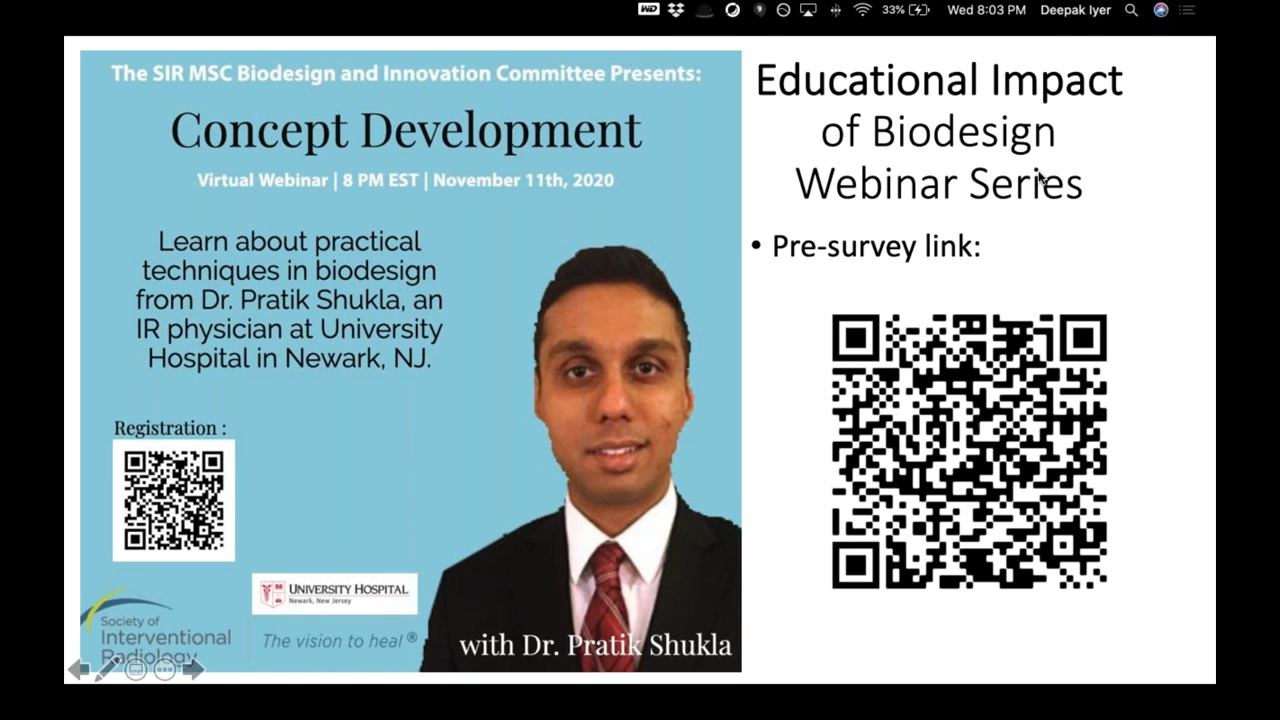 33%
Wed 8:03 PM
Deepak Iyer
The SIR MSC Biodesign and Innovation Committee Presents:
Concept Development
Virtual Webinar | 8 PM EST | November 11th, 2020
Learn about practical
techniques in biodesign
from Dr. Pratik Shukla, an
IR physician at University
Hospital in Newark, NJ.
Registration :
UNIVERSITY HOSPITAL
Newark, New Jersey
Society of
Interventional
Radiology
The vision to heal®
with Dr. Pratik Shukla
Educational Impact
of Biodesign
Webinar Series
• Pre-survey link: